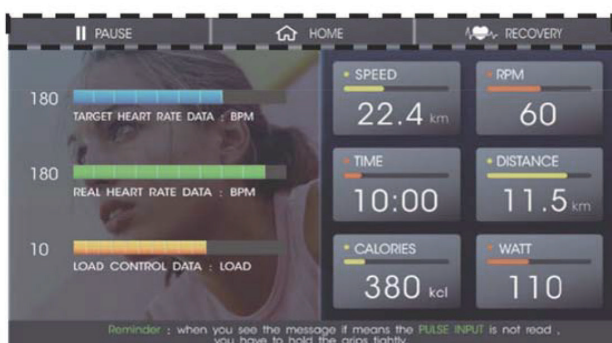 PAUSE
HOME
RECOVERY
180
TARGET HEART RATE DATA : BPM
180
REAL HEART RATE DATA : BPM
10
LOAD CONTROL DATA : LOAD
SPEED
22.4 km
RPM
60
TIME
10:00
DISTANCE
11.5 km
CALORIES
380 kcl
WATT
110
Reminder : when you see the message if means the PULSE INPUT is not read ,
you have to hold the grips tightly